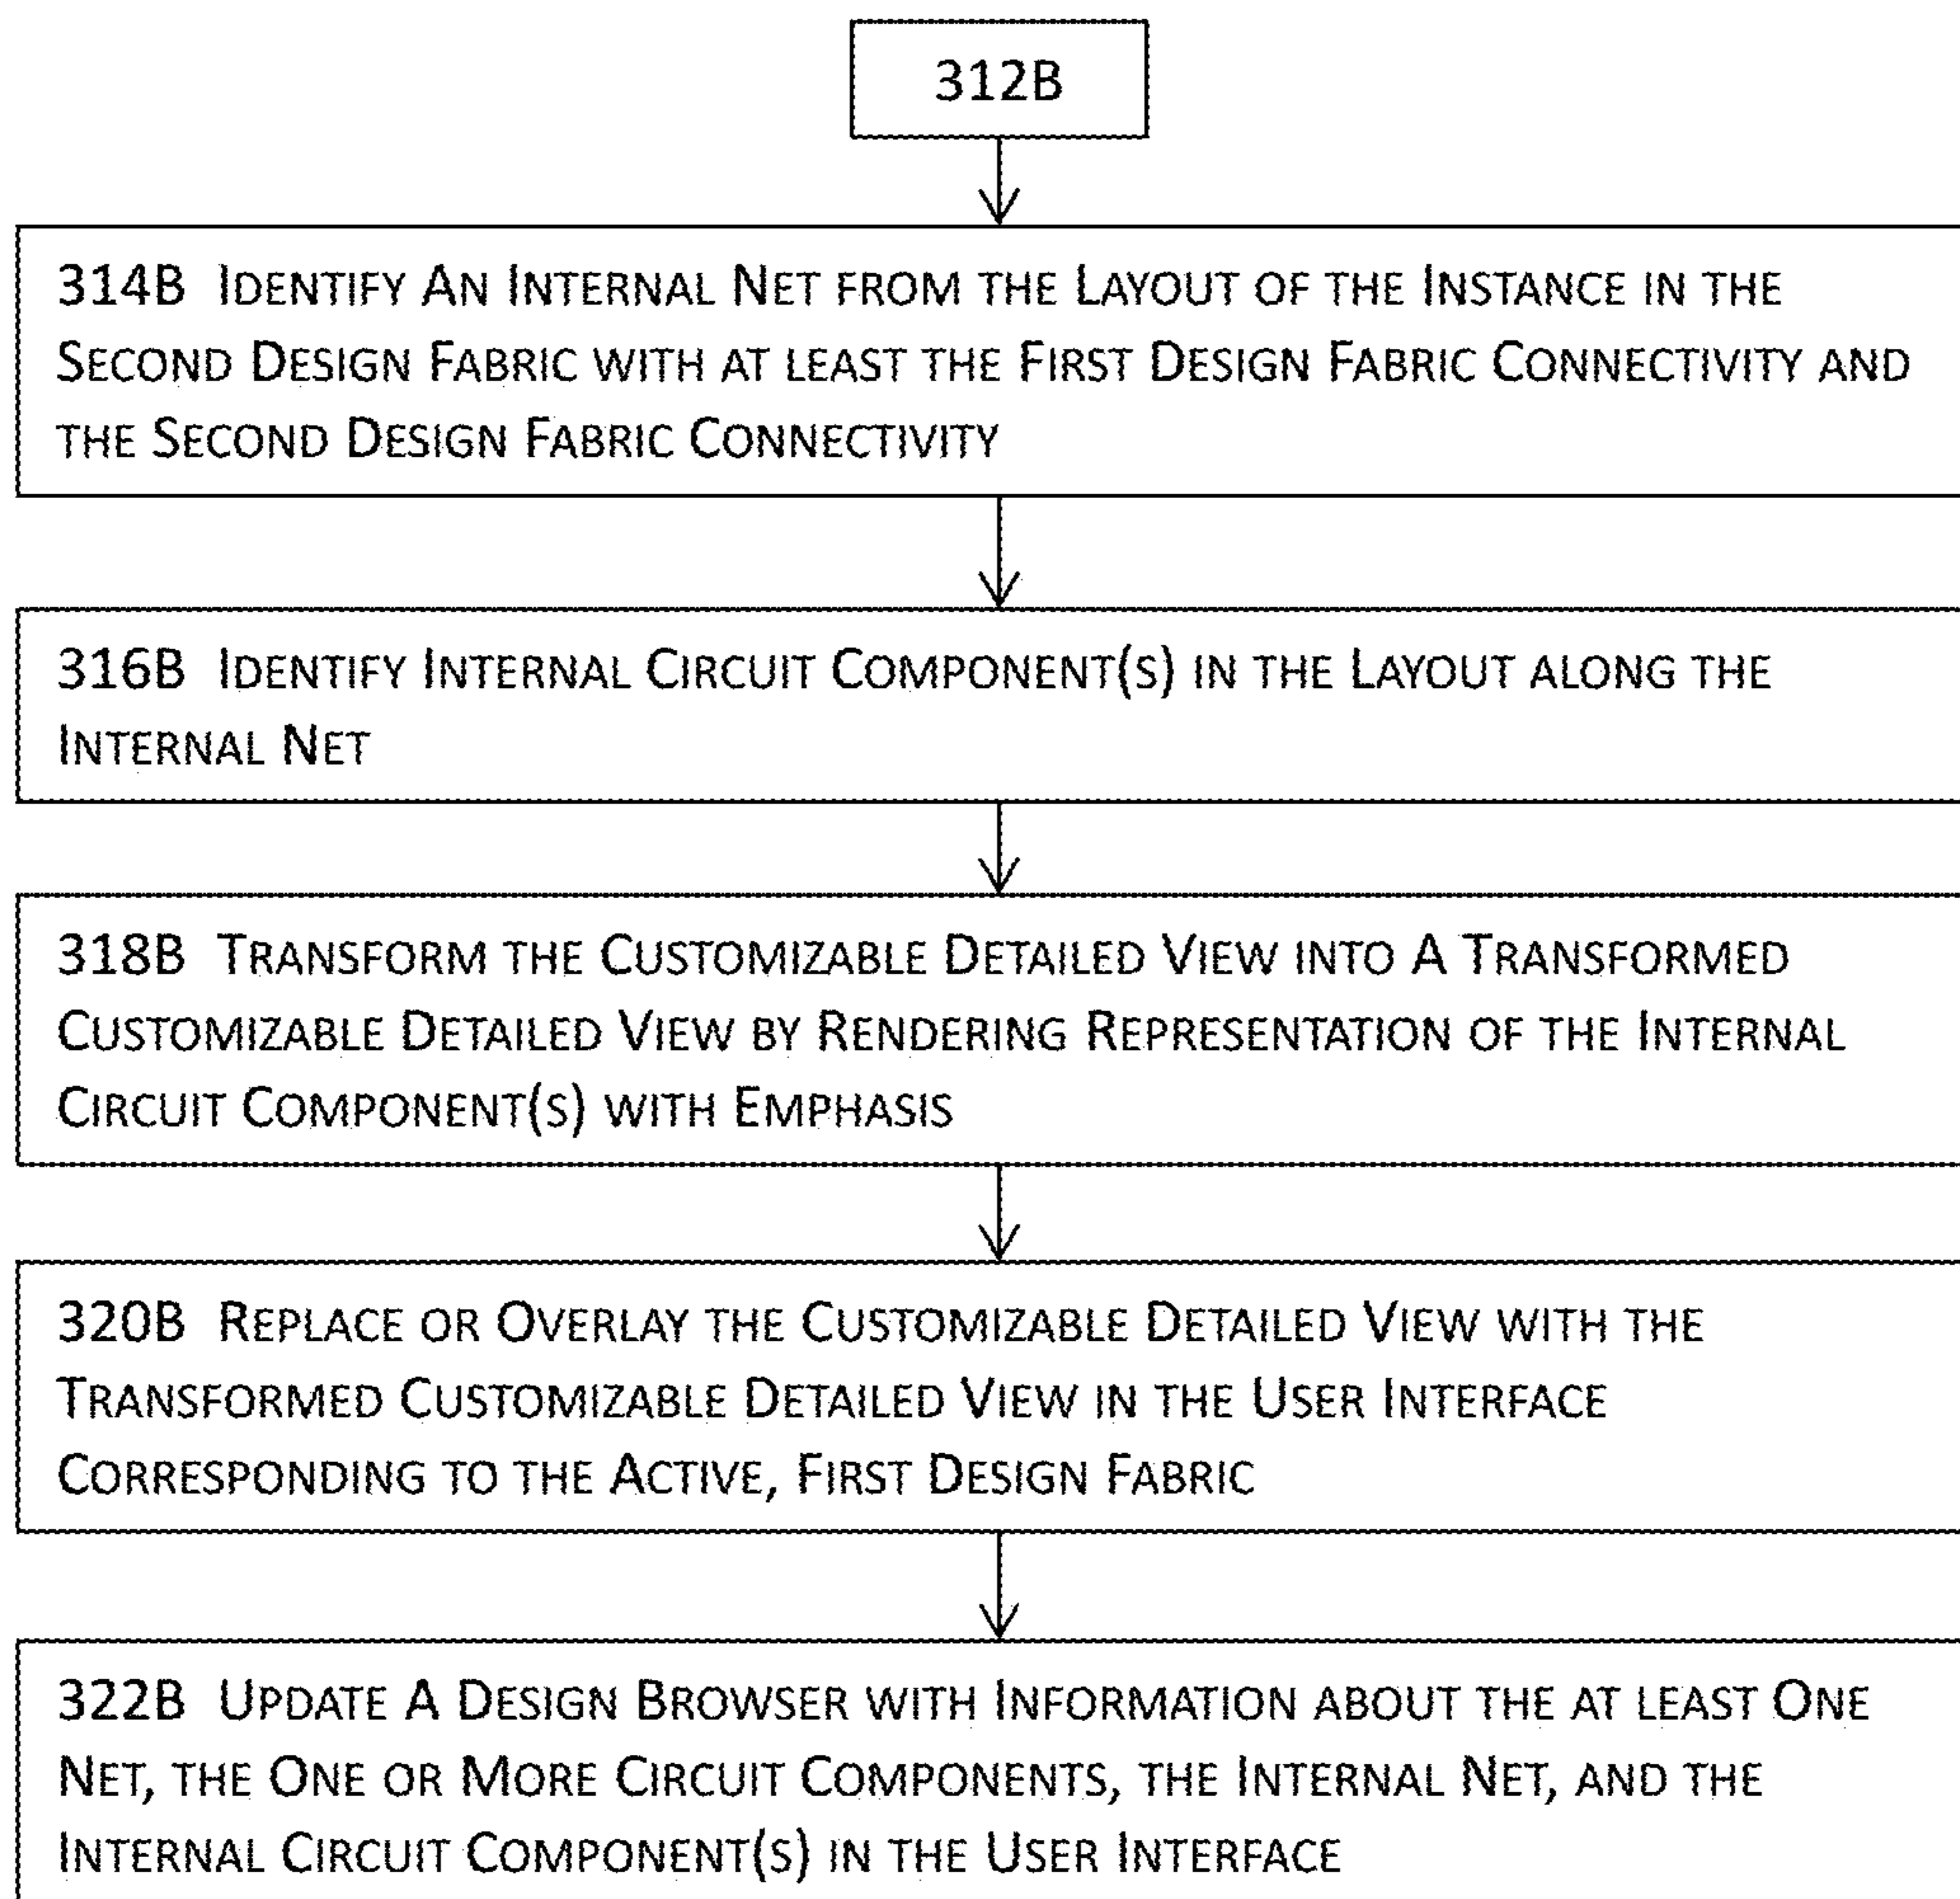 312B
314B Identify An Internal Net from the Layout of the Instance in the
Second Design Fabric with at least the First Design Fabric Connectivity and
the Second Design Fabric Connectivity
316B Identify Internal Circuit Component(s) in the Layout along the
Internal Net
318B Transform the Customizable Detailed View into A Transformed
Customizable Detailed View by Rendering Representation of the Internal
Circuit Component(s) with Emphasis
320B Replace or Overlay the Customizable Detailed View with the
Transformed Customizable Detailed View in the User Interface
Corresponding to the Active, First Design Fabric
322B Update A Design Browser with Information about the at least One
Net, the One or More Circuit Components, the Internal Net, and the
Internal Circuit Component(s) in the User Interface